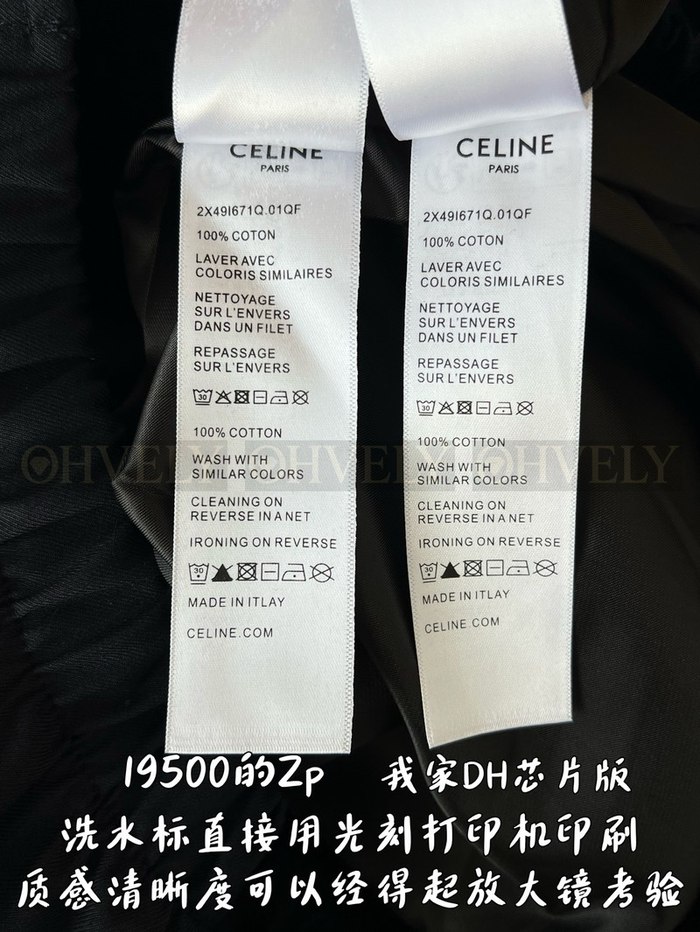 CELINE
PARIS
2X49I671Q.01QF
100% COTON
LAVER AVEC
COLORIS SIMILAIRES
NETTOYAGE
SUR L'ENVERS
DANS UN FILET
REPASSAGE
SUR L'ENVERS
30
100% COTTON
WASH WITH
SIMILAR COLORS
CLEANING ON
REVERSE IN A NET
IRONING ON REVERSE
30
MADE IN ITLAY
CELINE.COM
CELINE
PARIS
2X49I671Q.01QF
100% COTON
LAVER AVEC
COLORIS SIMILAIRES
NETTOYAGE
SUR L'ENVERS
DANS UN FILET
REPASSAGE
SUR L'ENVERS
30
100% COTTON
WASH WITH
SIMILAR COLORS
CLEANING ON
REVERSE IN A NET
IRONING ON REVERSE
30
MADE IN ITLAY
CELINE.COM
OHVELY OHVELY OHVELY
19500的Zp 我家DH芯片版
洗水标直接用光刻打印机印刷
质感清晰度可以经得起放大镜考验